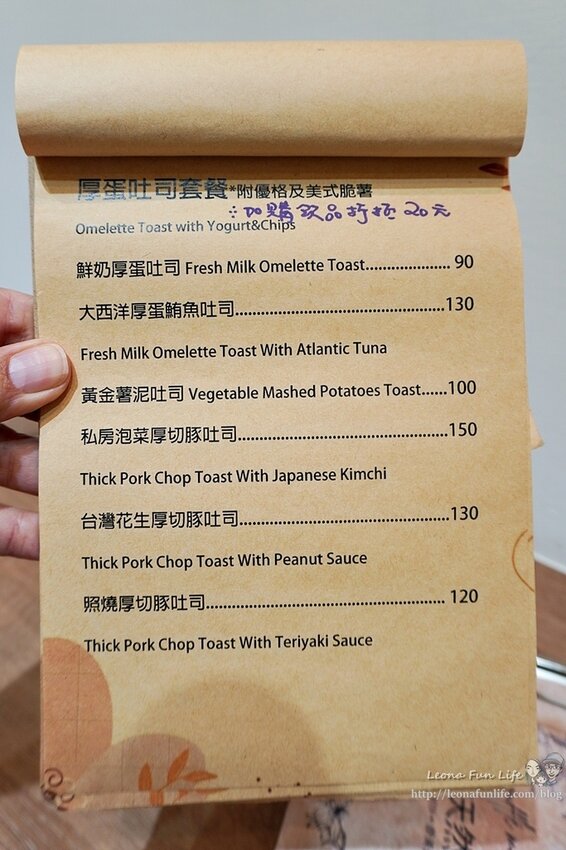 厚蛋吐司套餐*附優格及美式脆薯
加購飲品折抵20元
Omelette Toast with Yogurt&Chips
鮮奶厚蛋吐司 Fresh Milk Omelette Toast.................... 90
大西洋厚蛋鮪魚吐司..................................................130
Fresh Milk Omelette Toast With Atlantic Tuna
黃金薯泥吐司 Vegetable Mashed Potatoes Toast......100
私房泡菜厚切豚吐司..................................................150
Thick Pork Chop Toast With Japanese Kimchi
台灣花生厚切豚吐司..................................................130
Thick Pork Chop Toast With Peanut Sauce
照燒厚切豚吐司......................................................... 120
Thick Pork Chop Toast With Teriyaki Sauce
Leona Fun Life
http://leonafunlife.com/blog